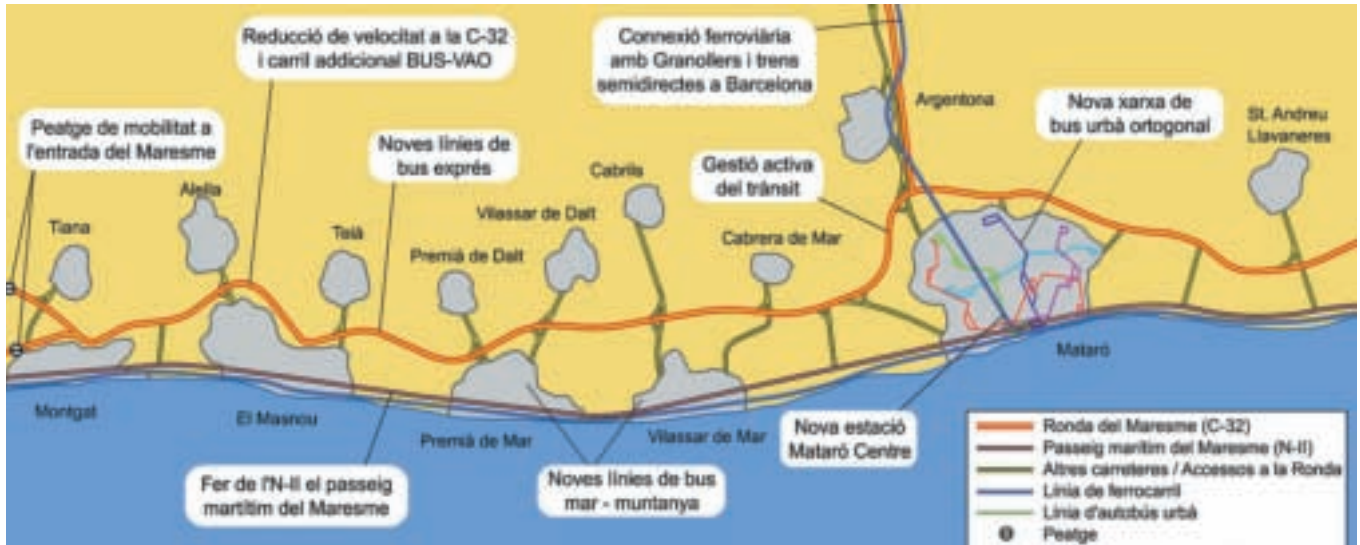 Reducció de velocitat a la C-32
i carril addicional BUS-VAO
Connexió ferroviària
amb Granollers i trens
semidirectes a Barcelona
Argentona
Nova xarxa de
bus urbà ortogonal
St. Andreu
Llavaneres
Peatge de mobilitat a
l'entrada del Maresme
Noves línies de
bus exprés
Gestió activa
del trànsit
Tiana
Alella
Teià
Premià de Dalt
Vilassar de Dalt
Cabrils
Cabrera de Mar
Montgat
El Masnou
Premià de Mar
Vilassar de Mar
Mataró
Fer de l'N-II el passeig
martítim del Maresme
Noves línies de bus
mar - muntanya
Nova estació
Mataró Centre
Ronda del Maresme (C-32)
Passeig marítim del Maresme (N-II)
Altres carreteres / Accessos a la Ronda
Línia de ferrocarril
Línia d'autobús urbà
Peatge